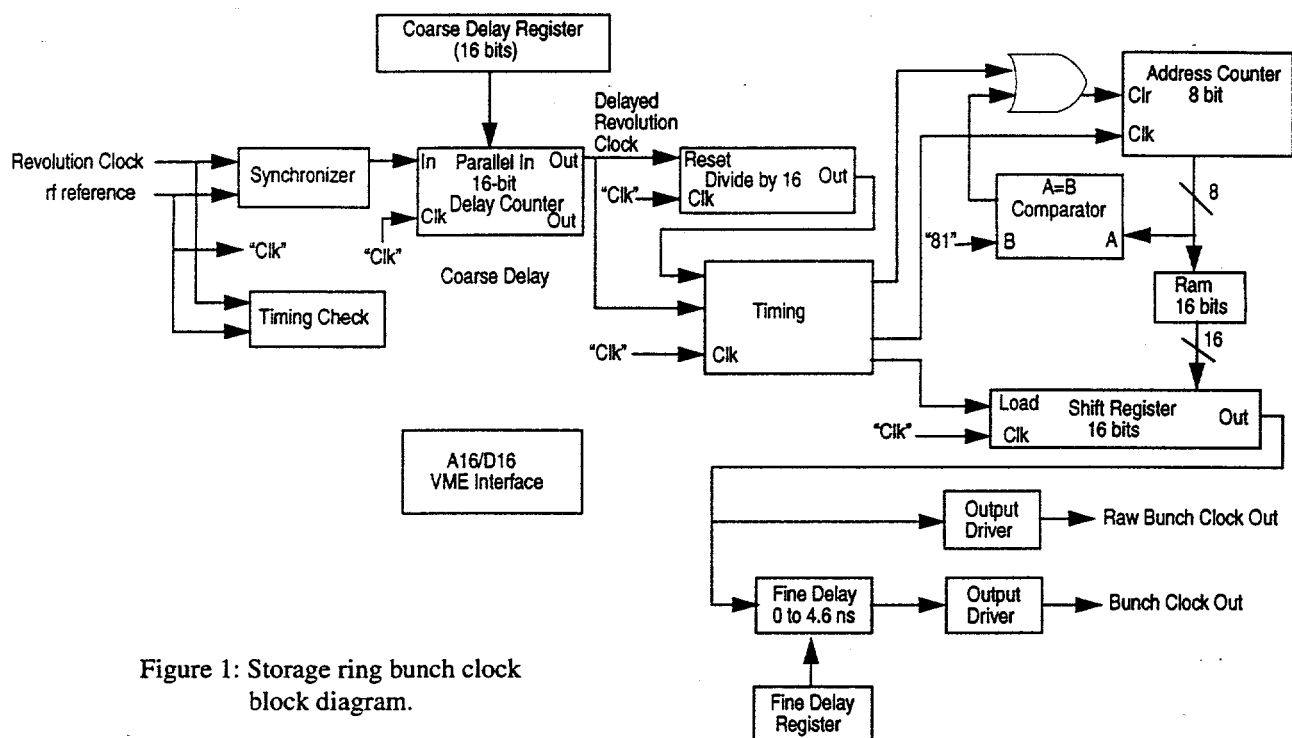 Coarse Delay Register
(16 bits)
Revolution Clock
rf reference
Synchronizer
"Clk"
Timing Check
In
Parallel In
16-bit
Delay Counter
Out
Clk
Out
"Clk"
Coarse Delay
Delayed
Revolution
Clock
Reset
Divide by 16
Out
"Clk"
Clk
Timing
"Clk"
Clk
Address Counter
8 bit
Clr
Clk
8
A=B
Comparator
"81"
B
A
Ram
16 bits
16
Load
Shift Register
16 bits
Out
"Clk"
Clk
A16/D16
VME Interface
Output
Driver
Raw Bunch Clock Out
Fine Delay
0 to 4.6 ns
Output
Driver
Bunch Clock Out
Fine Delay
Register
Figure 1: Storage ring bunch clock
block diagram.